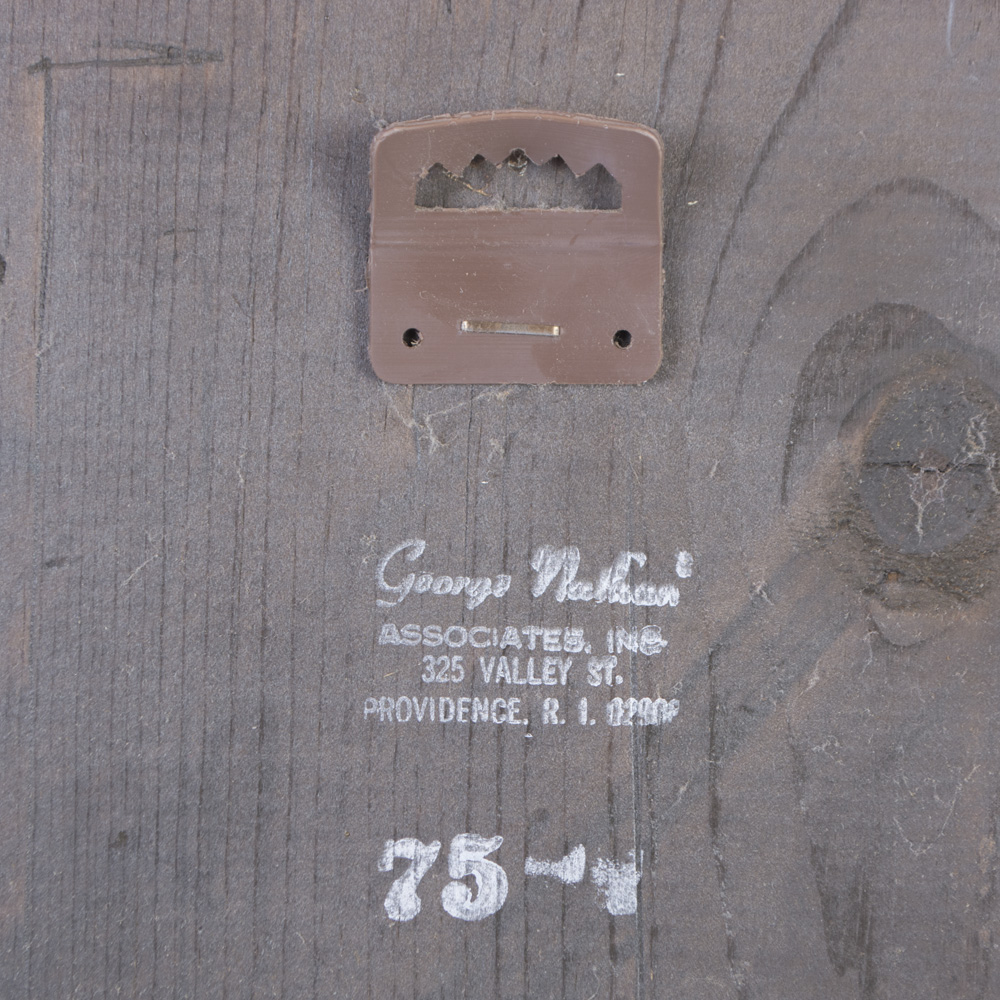 George Nathan
ASSOCIATES, INC
325 VALLEY ST.
PROVIDENCE, R. I.
75-